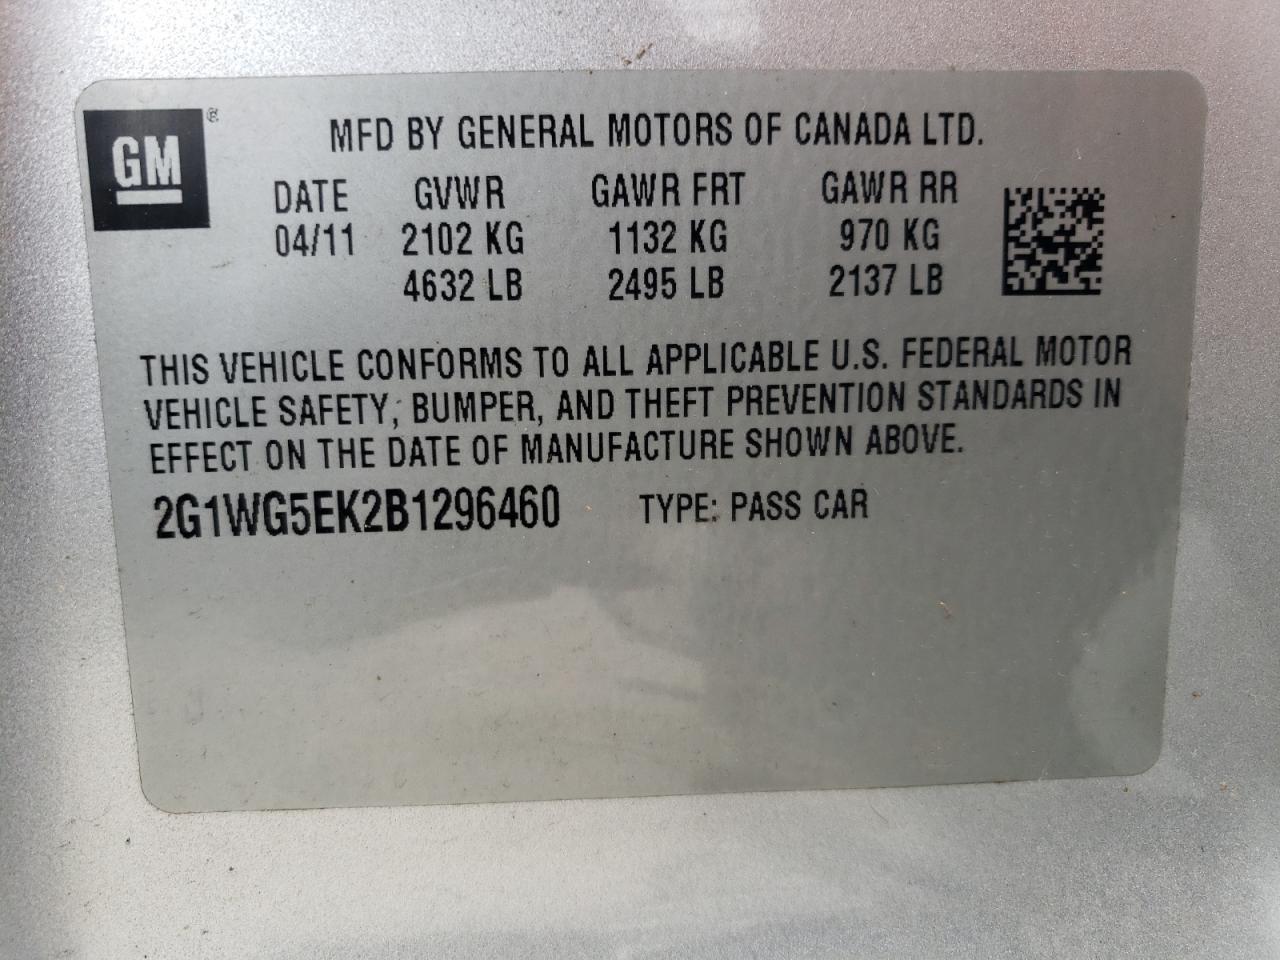 GM®
MFD BY GENERAL MOTORS OF CANADA LTD.
DATE GVWR GAWR FRT GAWR RR
04/11 2102 KG 1132 KG 970 KG
4632 LB 2495 LB 2137 LB
THIS VEHICLE CONFORMS TO ALL APPLICABLE U.S. FEDERAL MOTOR
VEHICLE SAFETY, BUMPER, AND THEFT PREVENTION STANDARDS IN
EFFECT ON THE DATE OF MANUFACTURE SHOWN ABOVE.
2G1WG5EK2B1296460 TYPE: PASS CAR